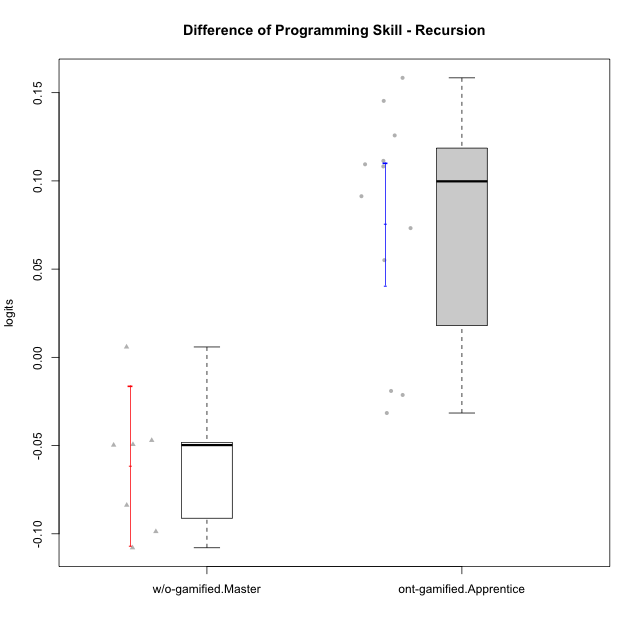 Difference of Programming Skill - Recursion
logits
0.15
0.10
0.05
0.00
-0.05
-0.10
w/o-gamified.Master
ont-gamified.Apprentice